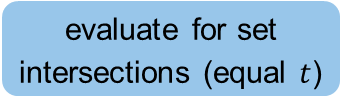 evaluate for set
intersections (equal t)